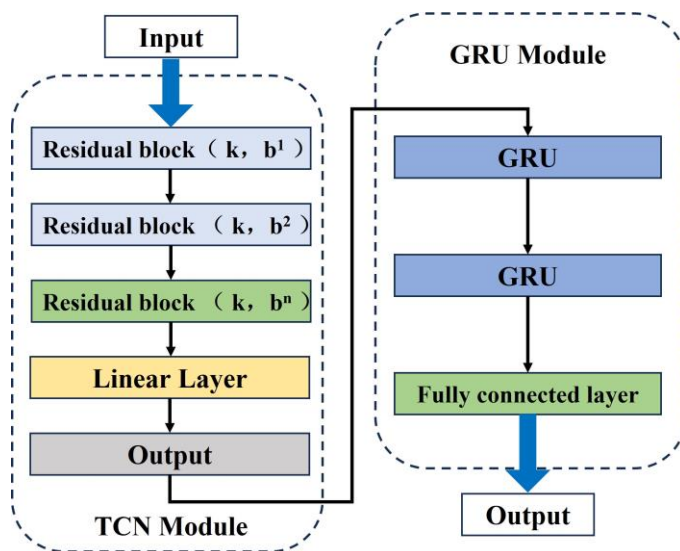 Input
Residual block （ k， b¹）
Residual block （ k， b²）
Residual block （ k， bⁿ）
Linear Layer
Output
TCN Module
GRU Module
GRU
GRU
Fully connected layer
Output